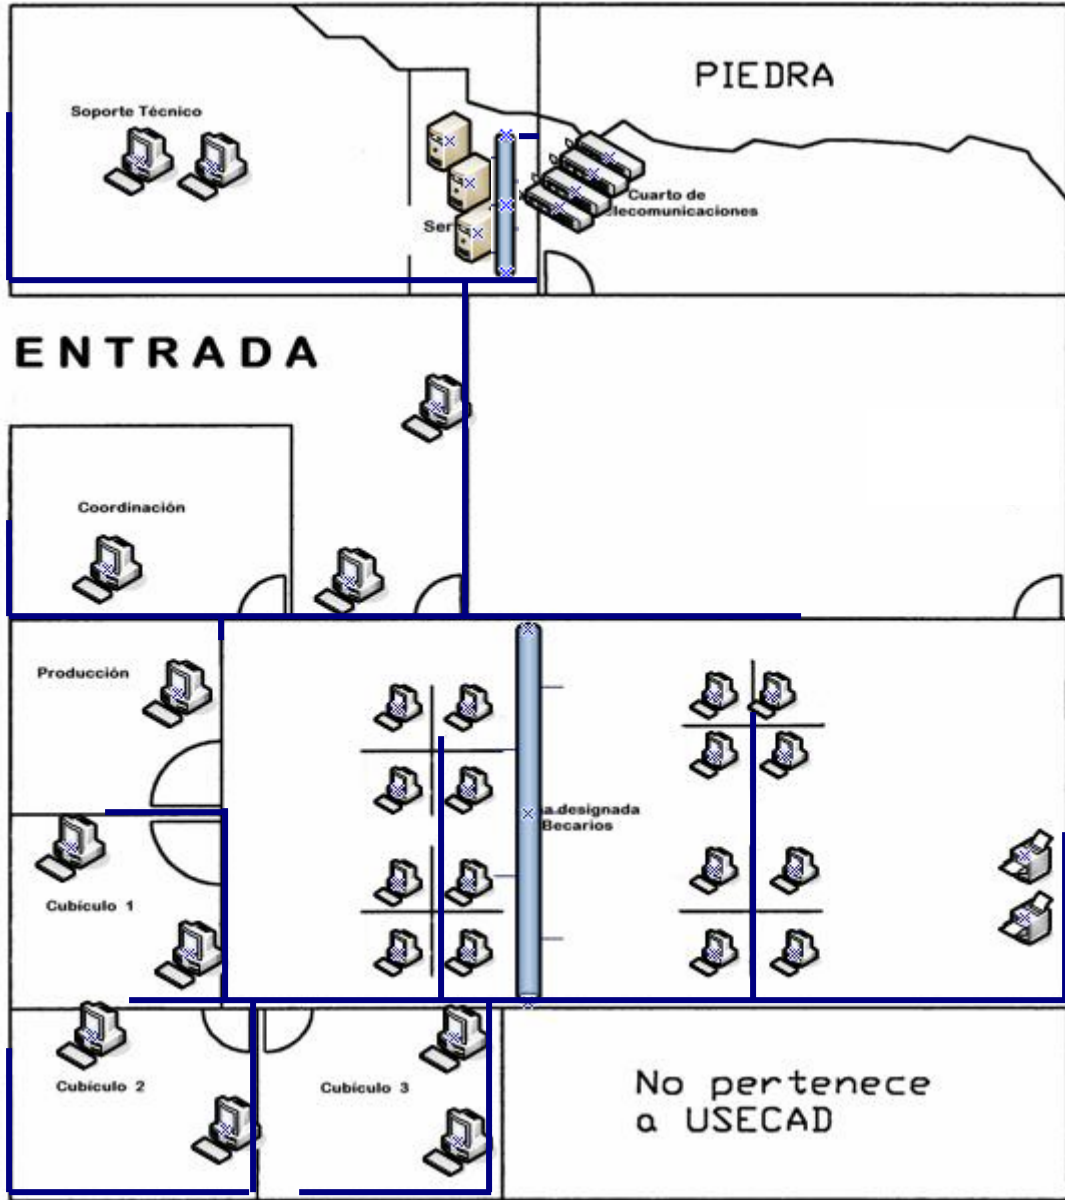 PIEDRA
Soporte Técnico
Cuarto de
lecomunicaciones
Ser
ENTRADA
Coordinación
Producción
a designada
Becarios
Cubículo 1
Cubículo 2
Cubículo 3
No pertenece
a USECAD